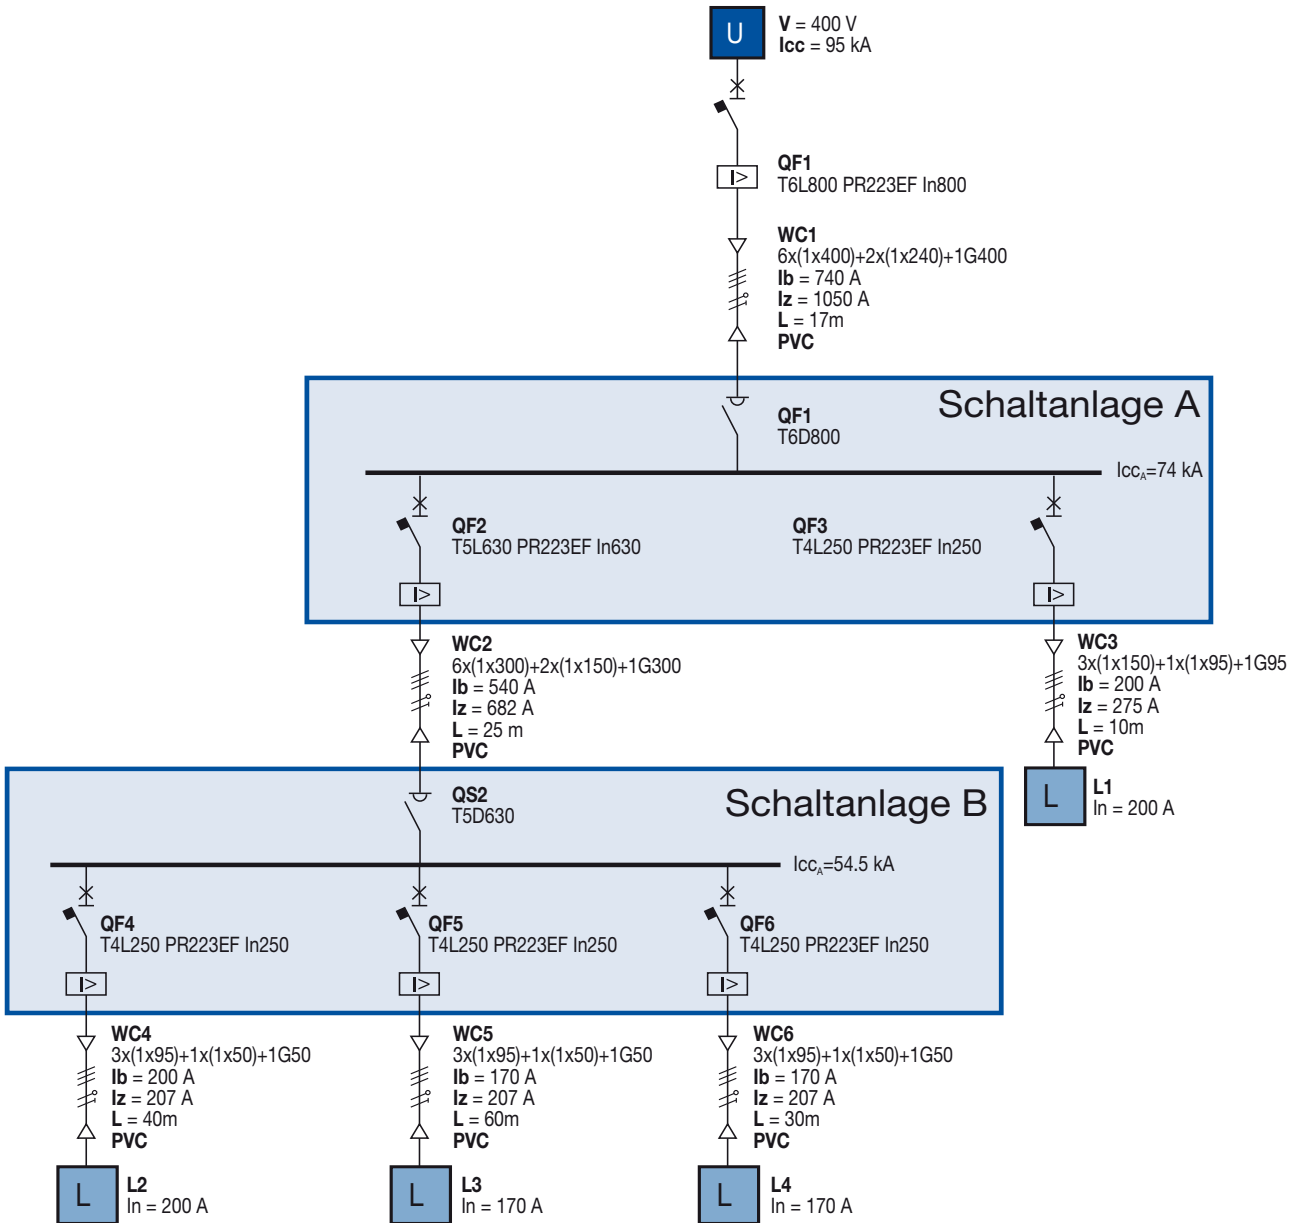 U
V = 400 V
Icc = 95 kA
I>
QF1
T6L800 PR223EF In800
WC1
6x(1x400)+2x(1x240)+1G400
Ib = 740 A
Iz = 1050 A
L = 17m
PVC
Schaltanlage A
QF1
T6D800
IccA=74 kA
QF2
T5L630 PR223EF In630
QF3
T4L250 PR223EF In250
I>
I>
WC2
6x(1x300)+2x(1x150)+1G300
Ib = 540 A
Iz = 682 A
L = 25 m
PVC
WC3
3x(1x150)+1x(1x95)+1G95
Ib = 200 A
Iz = 275 A
L = 10m
PVC
L
L1
In = 200 A
Schaltanlage B
QS2
T5D630
IccA=54.5 kA
QF4
T4L250 PR223EF In250
QF5
T4L250 PR223EF In250
QF6
T4L250 PR223EF In250
I>
I>
I>
WC4
3x(1x95)+1x(1x50)+1G50
Ib = 200 A
Iz = 207 A
L = 40m
PVC
WC5
3x(1x95)+1x(1x50)+1G50
Ib = 170 A
Iz = 207 A
L = 60m
PVC
WC6
3x(1x95)+1x(1x50)+1G50
Ib = 170 A
Iz = 207 A
L = 30m
PVC
L
L2
In = 200 A
L
L3
In = 170 A
L
L4
In = 170 A